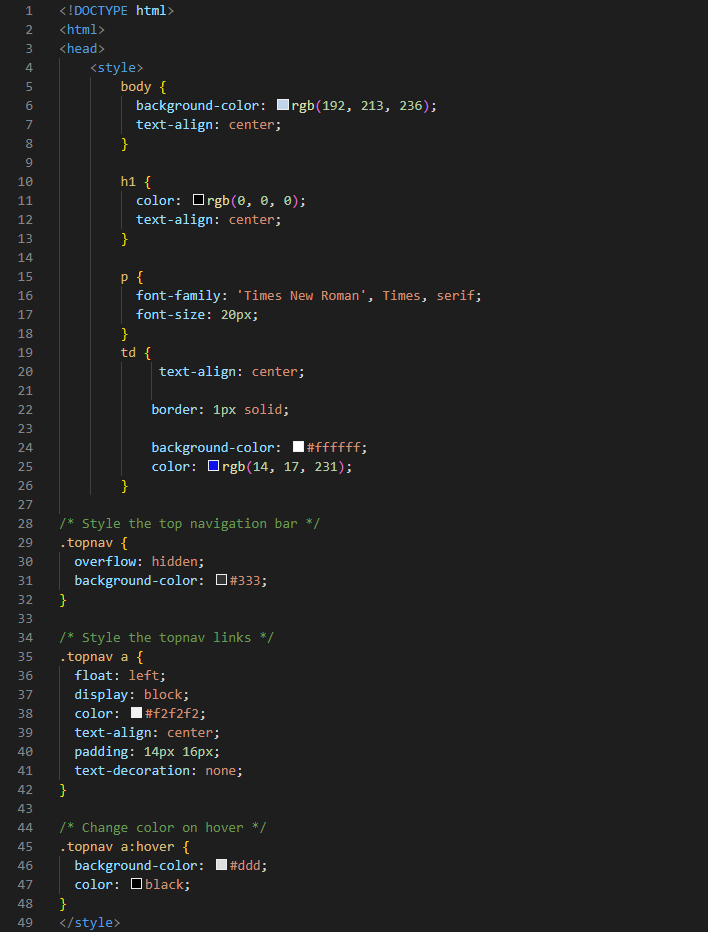 1 <!DOCTYPE html>
2 <html>
3 <head>
4     <style>
5         body {
6           background-color: rgb(192, 213, 236);
7           text-align: center;
8         }
9
10         h1 {
11           color: rgb(0, 0, 0);
12           text-align: center;
13         }
14
15         p {
16           font-family: 'Times New Roman', Times, serif;
17           font-size: 20px;
18         }
19         td {
20              text-align: center;
21
22             border: 1px solid;
23
24             background-color: #ffffff;
25             color: rgb(14, 17, 231);
26         }
27
28 /* Style the top navigation bar */
29 .topnav {
30   overflow: hidden;
31   background-color: #333;
32 }
33
34 /* Style the topnav links */
35 .topnav a {
36   float: left;
37   display: block;
38   color: #f2f2f2;
39   text-align: center;
40   padding: 14px 16px;
41   text-decoration: none;
42 }
43
44 /* Change color on hover */
45 .topnav a:hover {
46   background-color: #ddd;
47   color: black;
48 }
49 </style>